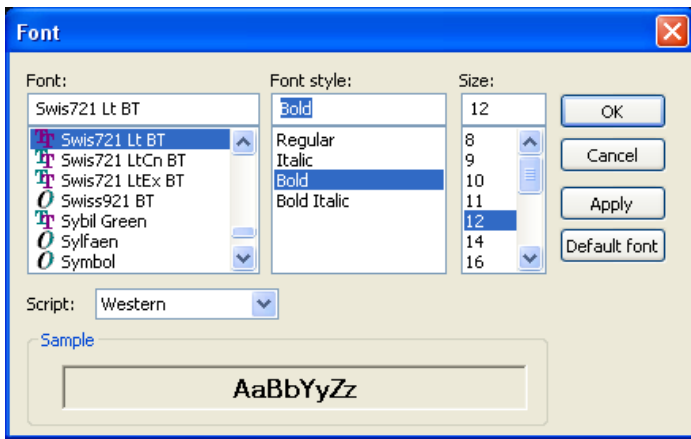 Font
Font: Font style: Size:
Swis721 Lt BT Bold 12 OK
Swis721 Lt BT Regular 8
Swis721 LtCn BT Italic 9 Cancel
Swis721 LtEx BT Bold 10
Swiss921 BT Bold Italic 11
Sybil Green 12 Apply
Sylfaen 14 Default font
Symbol 16
Script: Western
Sample
AaBbYyZz